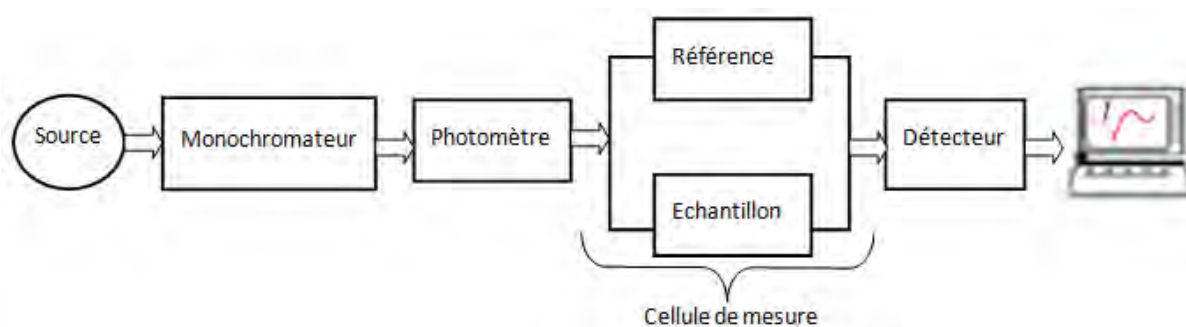 Source
Monochromateur
Photomètre
Référence
Echantillon
Détecteur
Cellule de mesure